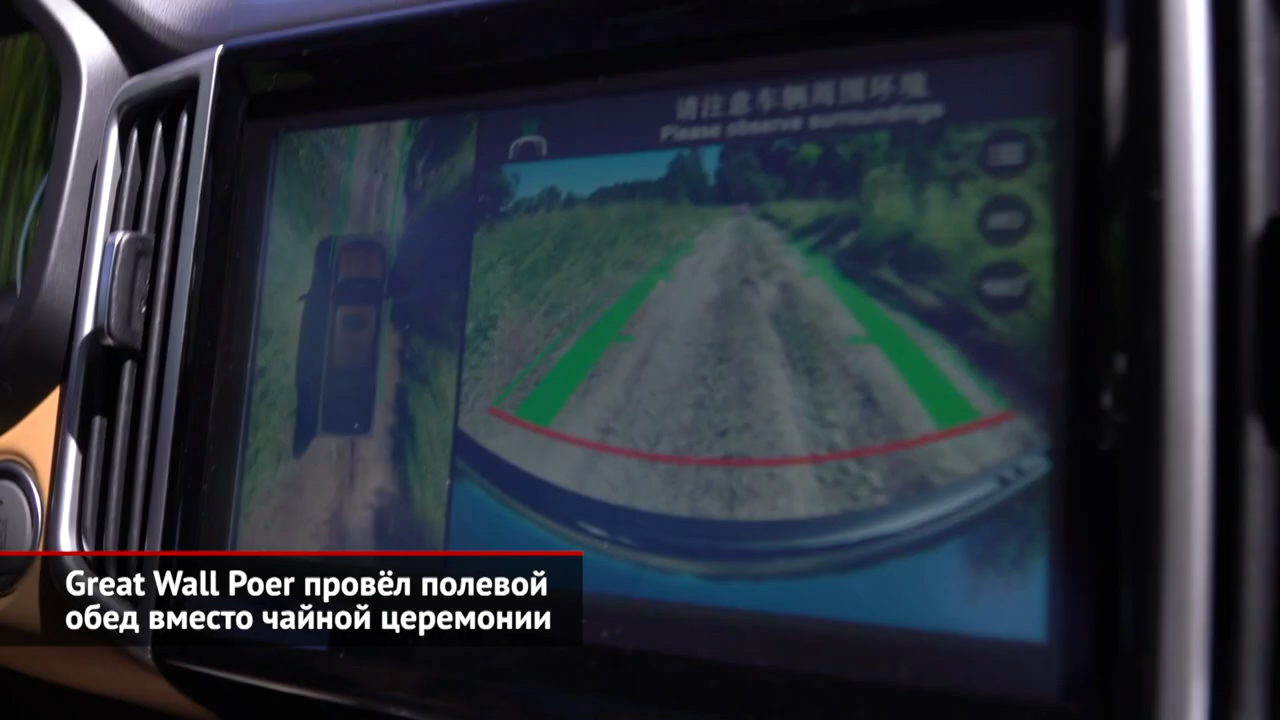 请注意车辆周围环境
Please observe surroundings
Great Wall Poer провёл полевой
обед вместо чайной церемонии